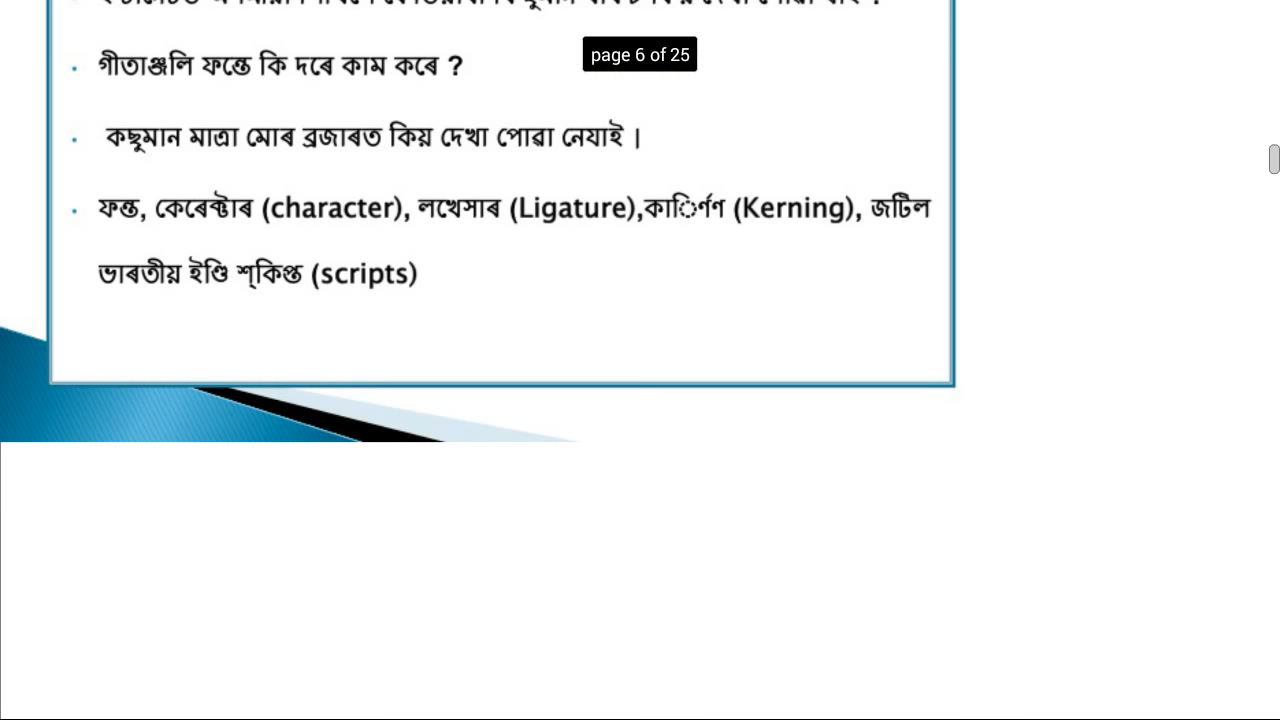 page 6 of 25
গীতাঞ্জলি ফন্তে কি দৰে কাম কৰে ?
কছুমান মাত্ৰা মোৰ ব্ৰজাৰত কিয় দেখা পোৱা নেযাই |
ফন্ত, কেৰেক্টাৰ (character), লখেসাৰ (Ligature),কািৰ্ণণ (Kerning), জটিল
ভাৰতীয় ইণ্ডি শ্কিপ্ত (scripts)